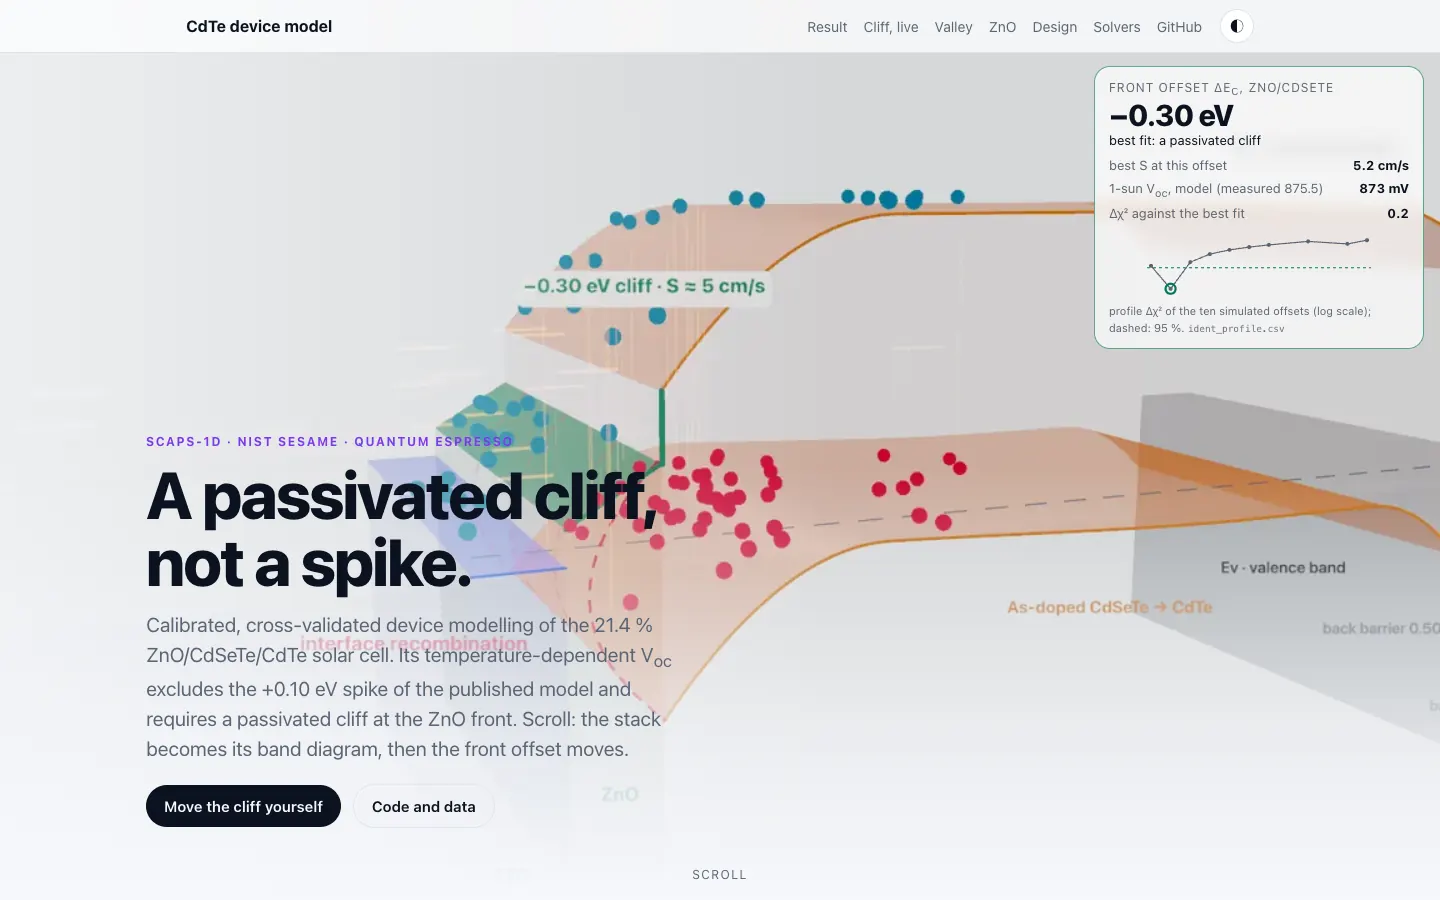 CdTe device model
Result Cliff, live Valley ZnO Design Solvers GitHub
FRONT OFFSET ΔEC, ZNO/CDSETE
−0.30 eV
best fit: a passivated cliff
best S at this offset 5.2 cm/s
1-sun Voc, model (measured 875.5) 873 mV
Δχ² against the best fit 0.2
profile Δχ² of the ten simulated offsets (log scale);
dashed: 95 %. ident_profile.csv
−0.30 eV cliff · S ≈ 5 cm/s
SCAPS-1D · NIST SESAME · QUANTUM ESPRESSO
A passivated cliff,
not a spike.
Ev · valence band
As-doped CdSeTe → CdTe
back barrier 0.50
interface recombination
Calibrated, cross-validated device modelling of the 21.4 %
ZnO/CdSeTe/CdTe solar cell. Its temperature-dependent Voc
excludes the +0.10 eV spike of the published model and
requires a passivated cliff at the ZnO front. Scroll: the stack
becomes its band diagram, then the front offset moves.
ZnO
Move the cliff yourself
Code and data
SCROLL